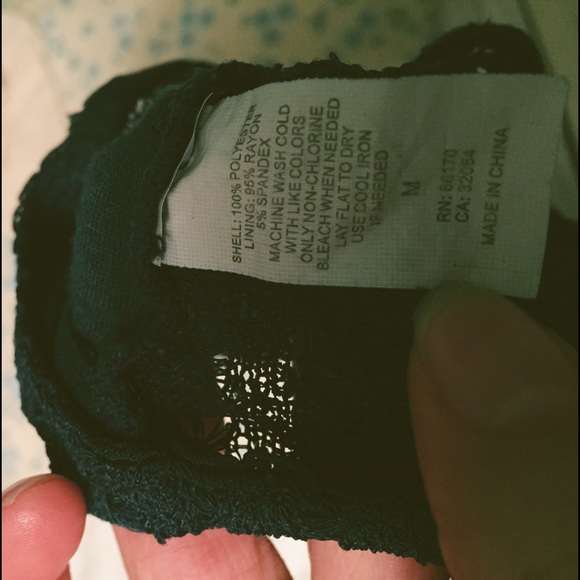 SHELL: 100% POLYESTER
LINING: 95% RAYON
5% SPANDEX
MACHINE WASH COLD
WITH LIKE COLORS
ONLY NON-CHLORINE
BLEACH WHEN NEEDED
LAY FLAT TO DRY
USE COOL IRON
IF NEEDED
M
RN: 86170
CA: 32054
MADE IN CHINA